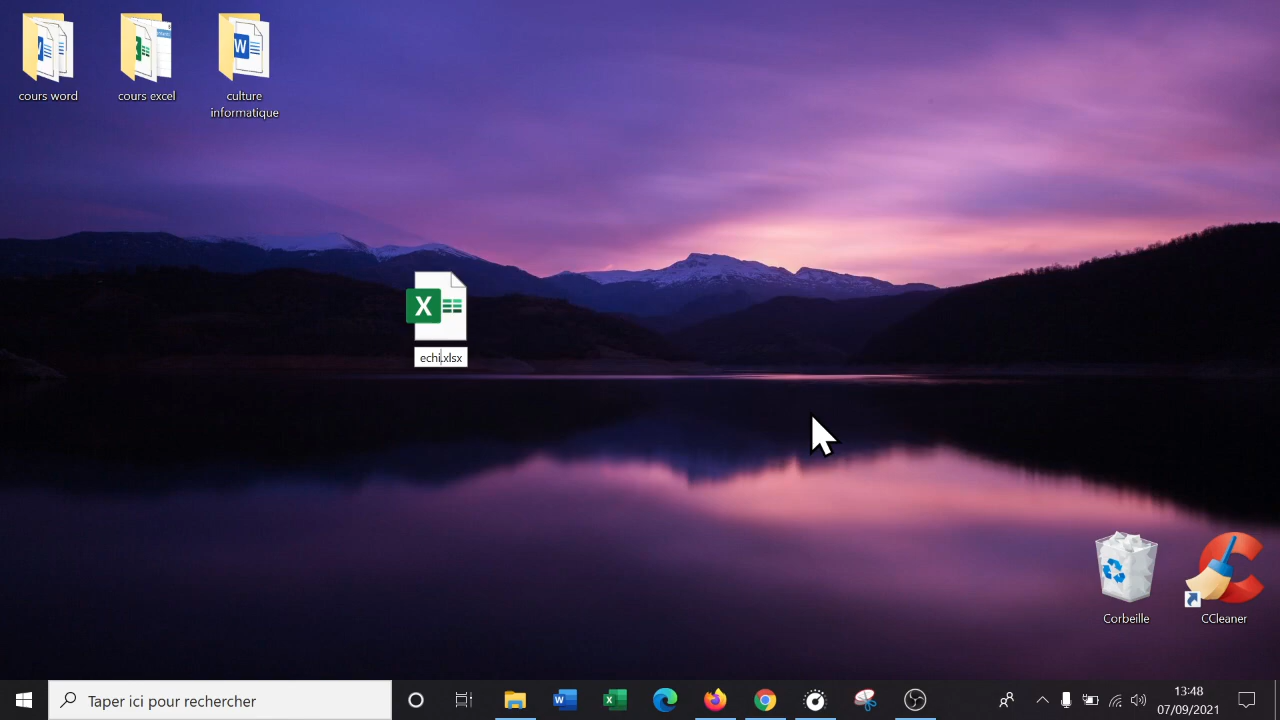 cours word
cours excel
culture
informatique
echi.xlsx
Corbeille
CCleaner
Taper ici pour rechercher
13:48
07/09/2021